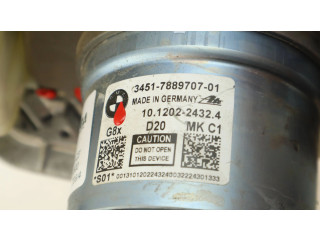 3451-7889707-01
MADE IN GERMANY Ate
10.1202-2432.4
G8x D20 MK C1
CAUTION
DO NOT OPEN
THIS DEVICE
*S01*